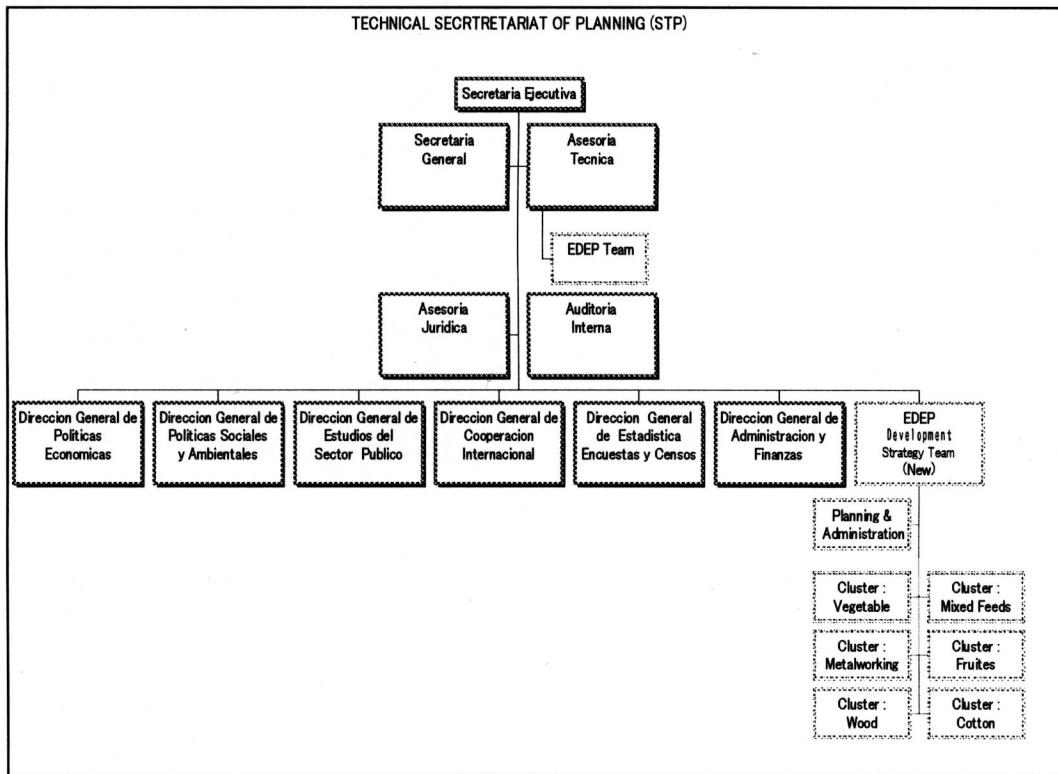 TECHNICAL SECRTRETARIAT OF PLANNING (STP)
Secretaria Ejecutiva
Secretaria
General
Asesoria
Tecnica
EDEP Team
Asesoria
Juridica
Auditoria
Interna
Direccion General de
Politicas
Economicas
Direccion General de
Politicas Sociales
y Ambientales
Direccion General de
Estudios del
Sector Publico
Direccion General de
Cooperacion
Internacional
Direccion General
de Estadistica
Encuestas y Censos
Direccion General de
Administracion y
Finanzas
EDEP
Development
Strategy Team
(New)
Planning &
Administration
Cluster :
Vegetable
Cluster :
Mixed Feeds
Cluster :
Metalworking
Cluster :
Fruites
Cluster :
Wood
Cluster :
Cotton